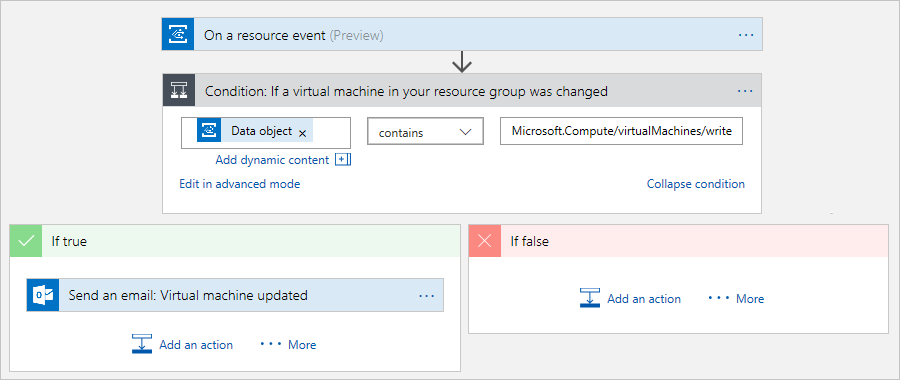 On a resource event (Preview)
Condition: If a virtual machine in your resource group was changed
Data object × contains Microsoft.Compute/virtualMachines/write
Add dynamic content
Edit in advanced mode Collapse condition
If true
Send an email: Virtual machine updated
Add an action ··· More
If false
Add an action ··· More